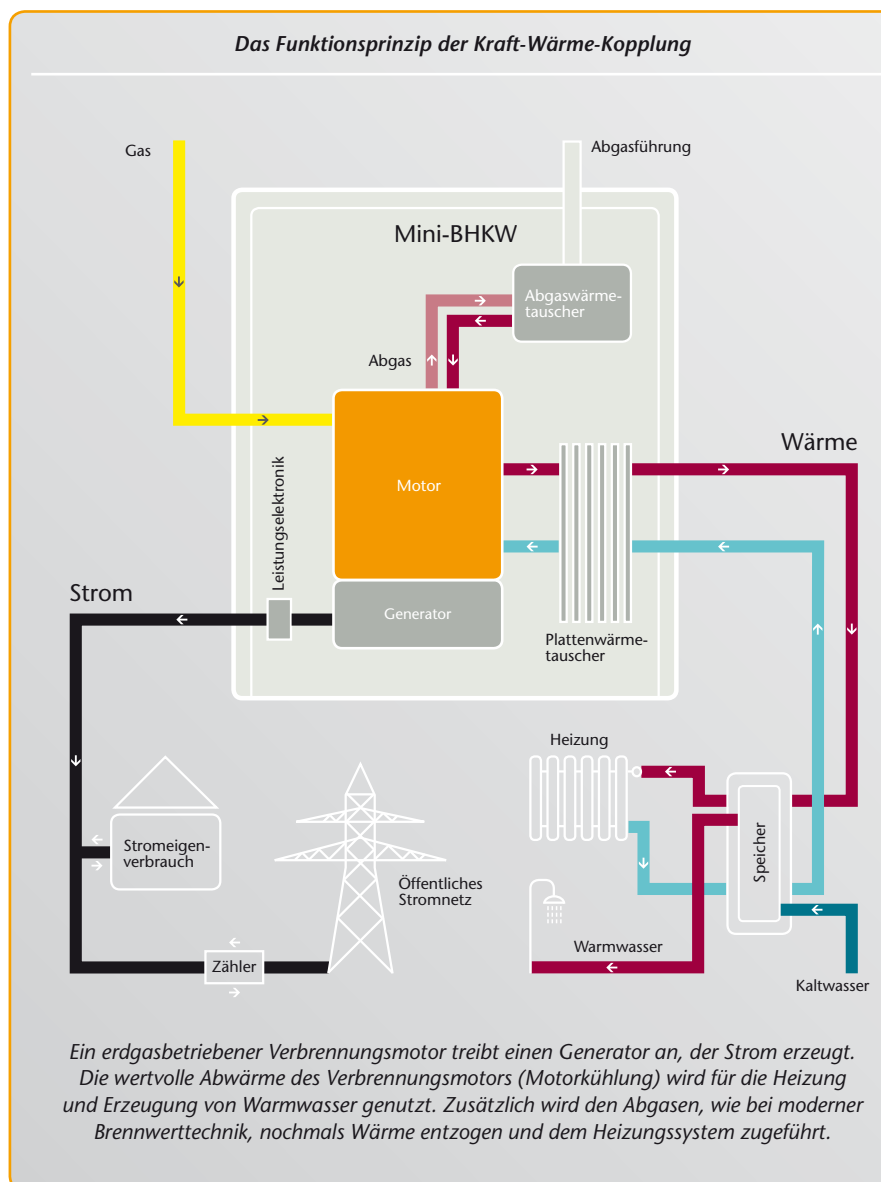 Das Funktionsprinzip der Kraft-Wärme-Kopplung
Gas
Abgasführung
Mini-BHKW
Abgaswärme-
tauscher
Abgas
Wärme
Leistungselektronik
Motor
Strom
Generator
Plattenwärme-
tauscher
Heizung
Stromeigen-
verbrauch
Speicher
Öffentliches
Stromnetz
Warmwasser
Zähler
Kaltwasser
Ein erdgasbetriebener Verbrennungsmotor treibt einen Generator an, der Strom erzeugt.
Die wertvolle Abwärme des Verbrennungsmotors (Motorkühlung) wird für die Heizung
und Erzeugung von Warmwasser genutzt. Zusätzlich wird den Abgasen, wie bei moderner
Brennwerttechnik, nochmals Wärme entzogen und dem Heizungssystem zugeführt.